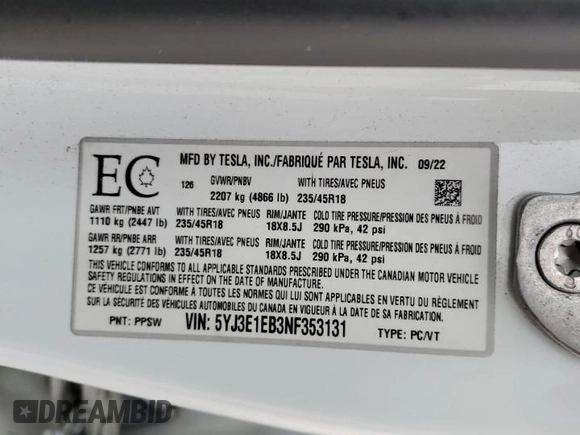 EC
MFD BY TESLA, INC./FABRIQUÉ PAR TESLA, INC. 09/22
126 GVWR/PNBV WITH TIRES/AVEC PNEUS
2207 kg (4866 lb) 235/45R18
GAWR FRT/PNBE AVT WITH TIRES/AVEC PNEUS RIM/JANTE COLD TIRE PRESSURE/PRESSION DES PNEUS À FROID
1110 kg (2447 lb) 235/45R18 18X8.5J 290 kPa, 42 psi
GAWR RR/PNBE ARR WITH TIRES/AVEC PNEUS RIM/JANTE COLD TIRE PRESSURE/PRESSION DES PNEUS À FROID
1257 kg (2771 lb) 235/45R18 18X8.5J 290 kPa, 42 psi
THIS VEHICLE CONFORMS TO ALL APPLICABLE STANDARDS PRESCRIBED UNDER THE CANADIAN MOTOR VEHICLE
SAFETY REGULATIONS IN EFFECT ON THE DATE OF MANUFACTURE
CE VÉHICULE EST CONFORME À TOUTES LES NORMES QUI LUI SONT APPLICABLES EN VERTU DU RÈGLEMENT
SUR LA SÉCURITÉ DES VÉHICULES AUTOMOBILES DU CANADA EN VIGUEUR À LA DATE DE SA FABRICATION
PNT: PPSW VIN: 5YJ3E1EB3NF353131 TYPE: PC/VT
DREAMBID